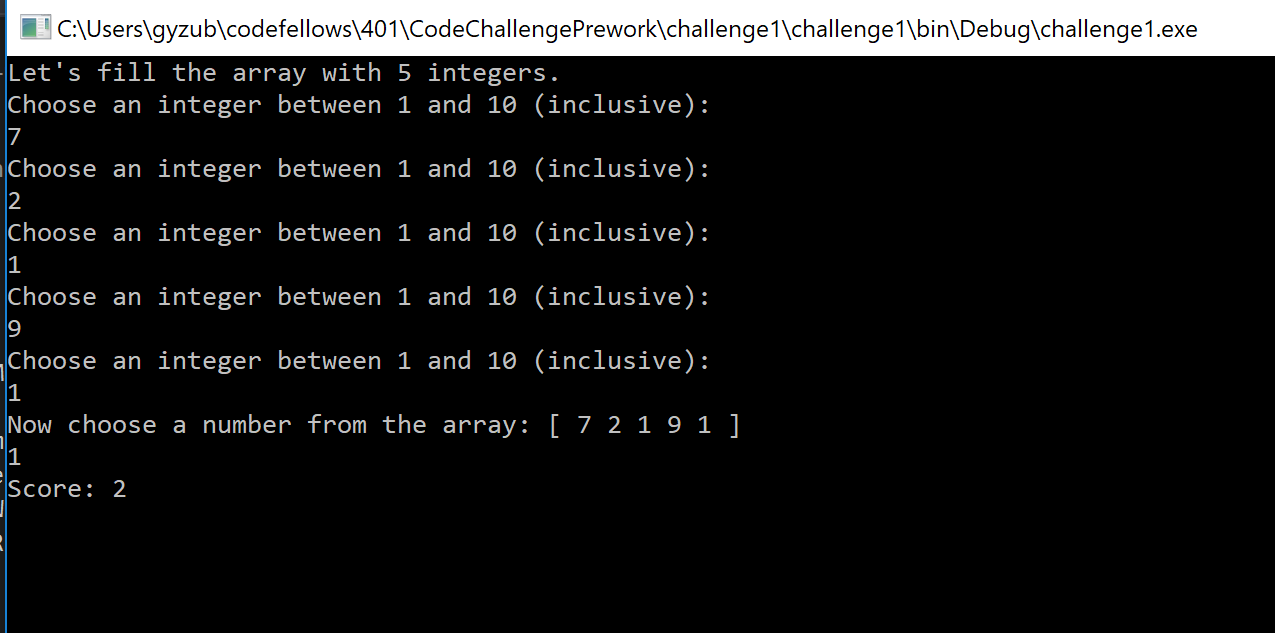 C:\Users\gyzub\codefellows\401\CodeChallengePrework\challenge1\challenge1\bin\Debug\challenge1.exe
Let's fill the array with 5 integers.
Choose an integer between 1 and 10 (inclusive):
7
Choose an integer between 1 and 10 (inclusive):
2
Choose an integer between 1 and 10 (inclusive):
1
Choose an integer between 1 and 10 (inclusive):
9
Choose an integer between 1 and 10 (inclusive):
1
Now choose a number from the array: [ 7 2 1 9 1 ]
1
Score: 2